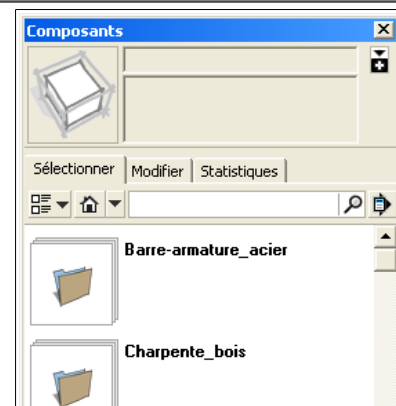 Composants
Sélectionner Modifier Statistiques
Barre-armature_acier
Charpente_bois